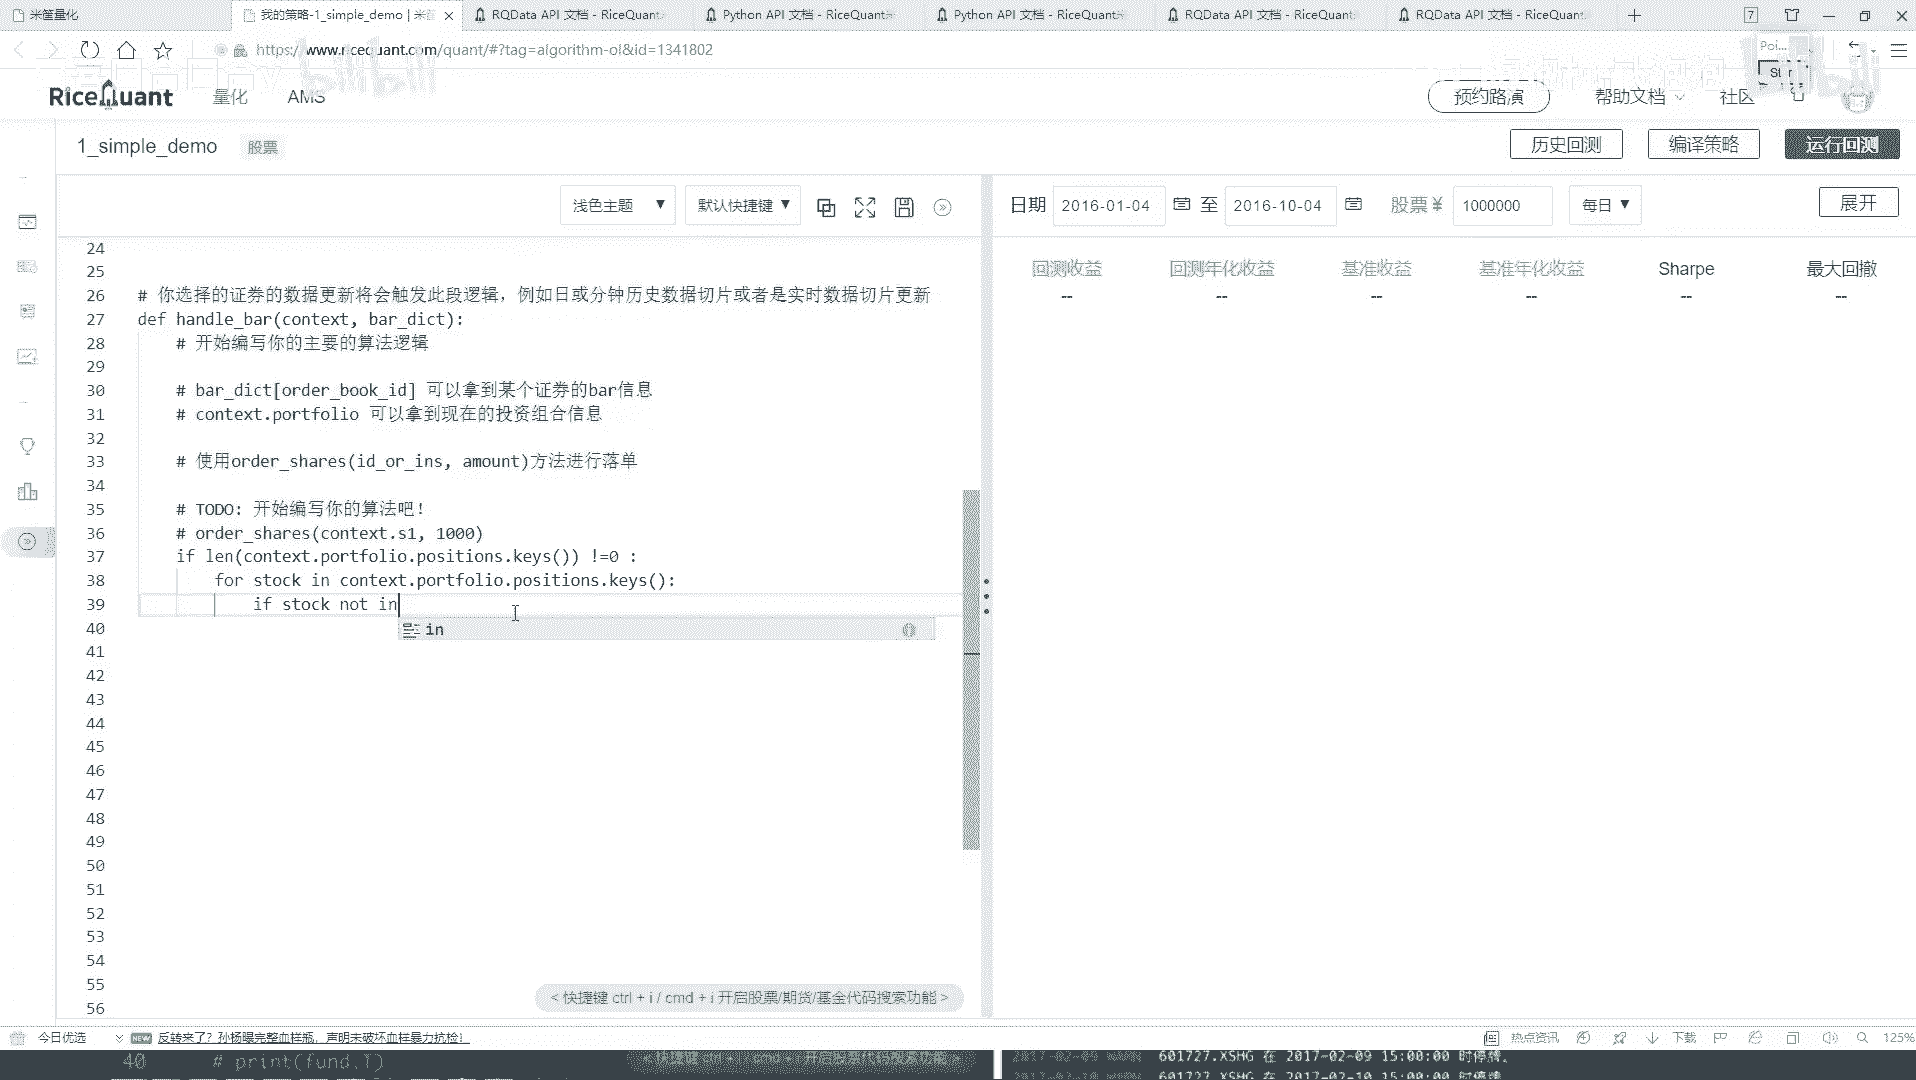 米筐量化
我的策略-1_simple_demo | 米筐
RQData API 文档 - RiceQuant
Python API 文档 - RiceQuant
Python API 文档 - RiceQuant
RQData API 文档 - RiceQuant
RQData API 文档 - RiceQuant
7
https://www.ricequant.com/quant/#?tag=algorithm-ol&id=1341802
RiceQuant
量化
AMS
预约路演
帮助文档
社区
1_simple_demo
股票
历史回测
编译策略
运行回测
浅色主题
默认快捷键
日期
2016-01-04
至
2016-10-04
股票¥
1000000
每日
展开
回测收益
回测年化收益
基准收益
基准年化收益
Sharpe
最大回撤
--
--
--
--
--
--
24
25
26 # 你选择的证券的数据更新将会触发此段逻辑，例如日或分钟历史数据切片或者是实时数据切片更新
27 def handle_bar(context, bar_dict):
28 # 开始编写你的主要的算法逻辑
29
30 # bar_dict[order_book_id] 可以拿到某个证券的bar信息
31 # context.portfolio 可以拿到现在的投资组合信息
32
33 # 使用order_shares(id_or_ins, amount)方法进行落单
34
35 # TODO: 开始编写你的算法吧！
36 # order_shares(context.s1, 1000)
37 if len(context.portfolio.positions.keys()) !=0 :
38 for stock in context.portfolio.positions.keys():
39 if stock not in
in
40
41
42
43
44
45
46
47
48
49
50
51
52
53
54
55
56
< 快捷键 ctrl + i / cmd + i 开启股票/期货/基金代码搜索功能 >
今日优选
NEW
反转来了？孙杨曝完整血样瓶，声明未破坏血样暴力抗检！
热点资讯
下载
125%
40 # print(fund.T)
2017-02-09 WARN 601727.XSHG 在 2017-02-09 15:00:00 时停牌。
2017-02-10 WARN 601727.XSHG 在 2017-02-10 15:00:00 时停牌。